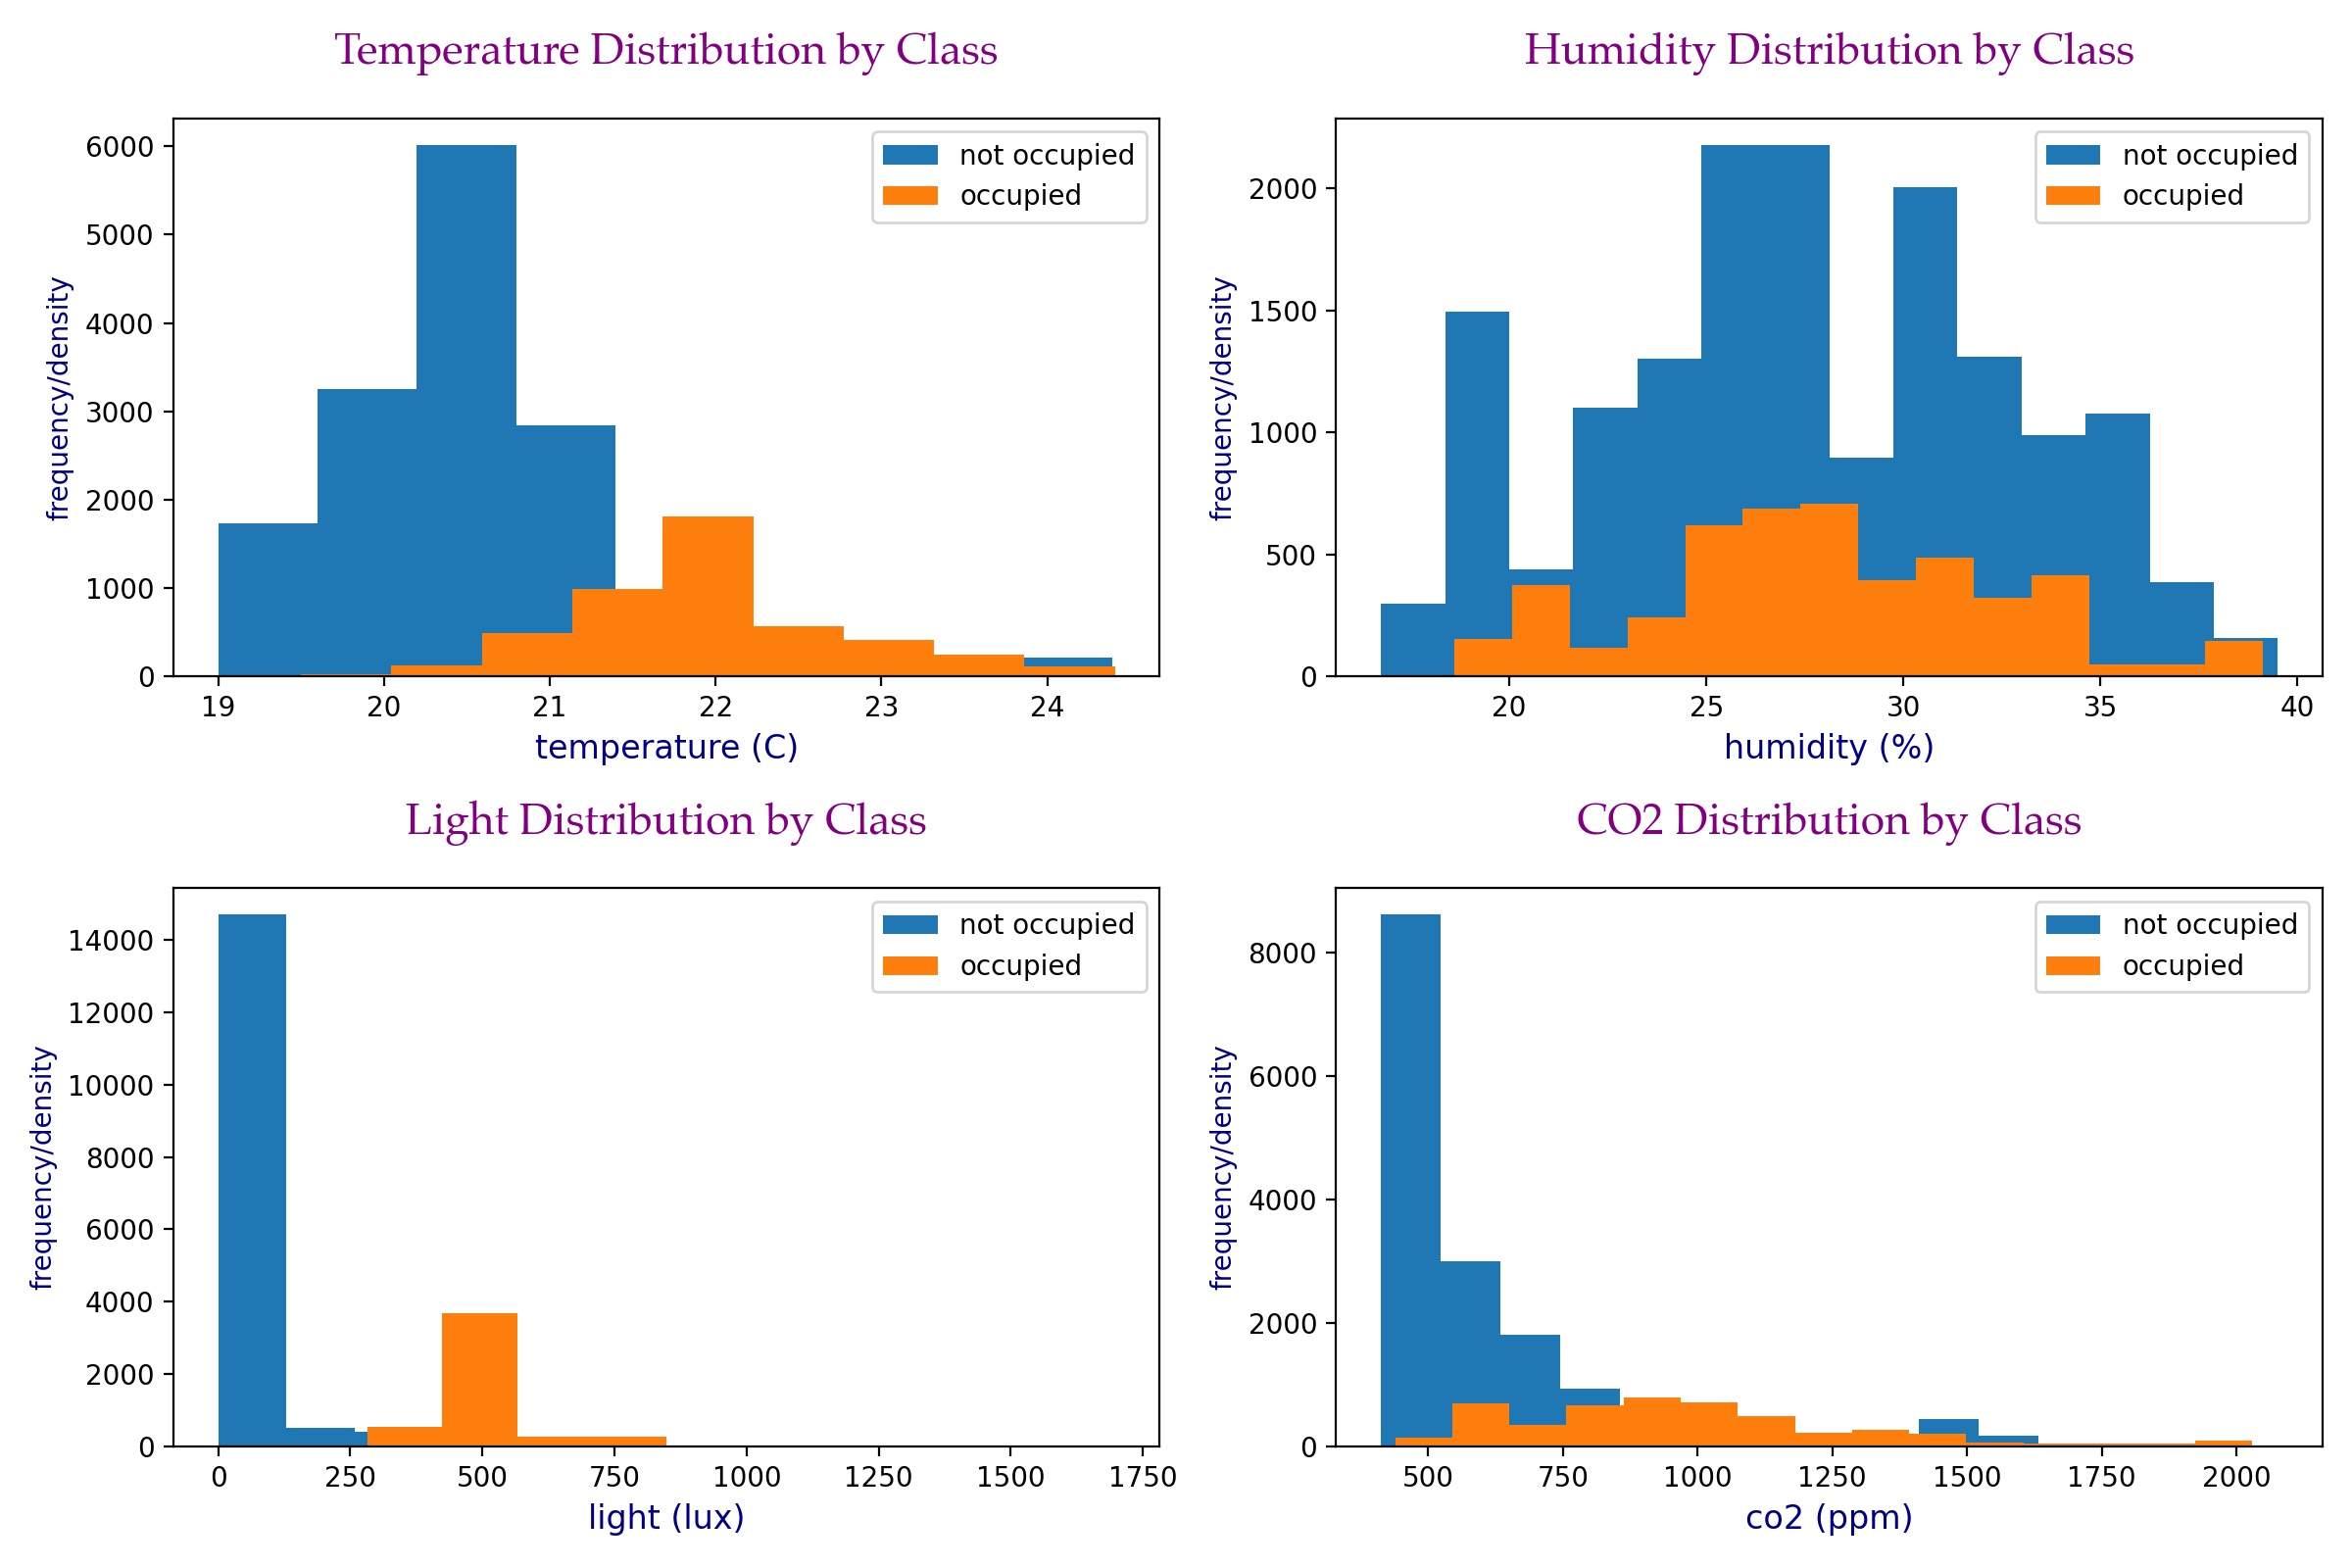 Temperature Distribution by Class
6000
5000
4000
3000
2000
1000
0
frequency/density
not occupied
occupied
19 20 21 22 23 24
temperature (C)
Humidity Distribution by Class
2000
1500
1000
500
0
frequency/density
not occupied
occupied
20 25 30 35 40
humidity (%)
Light Distribution by Class
14000
12000
10000
8000
6000
4000
2000
0
frequency/density
not occupied
occupied
0 250 500 750 1000 1250 1500 1750
light (lux)
CO2 Distribution by Class
8000
6000
4000
2000
0
frequency/density
not occupied
occupied
500 750 1000 1250 1500 1750 2000
co2 (ppm)